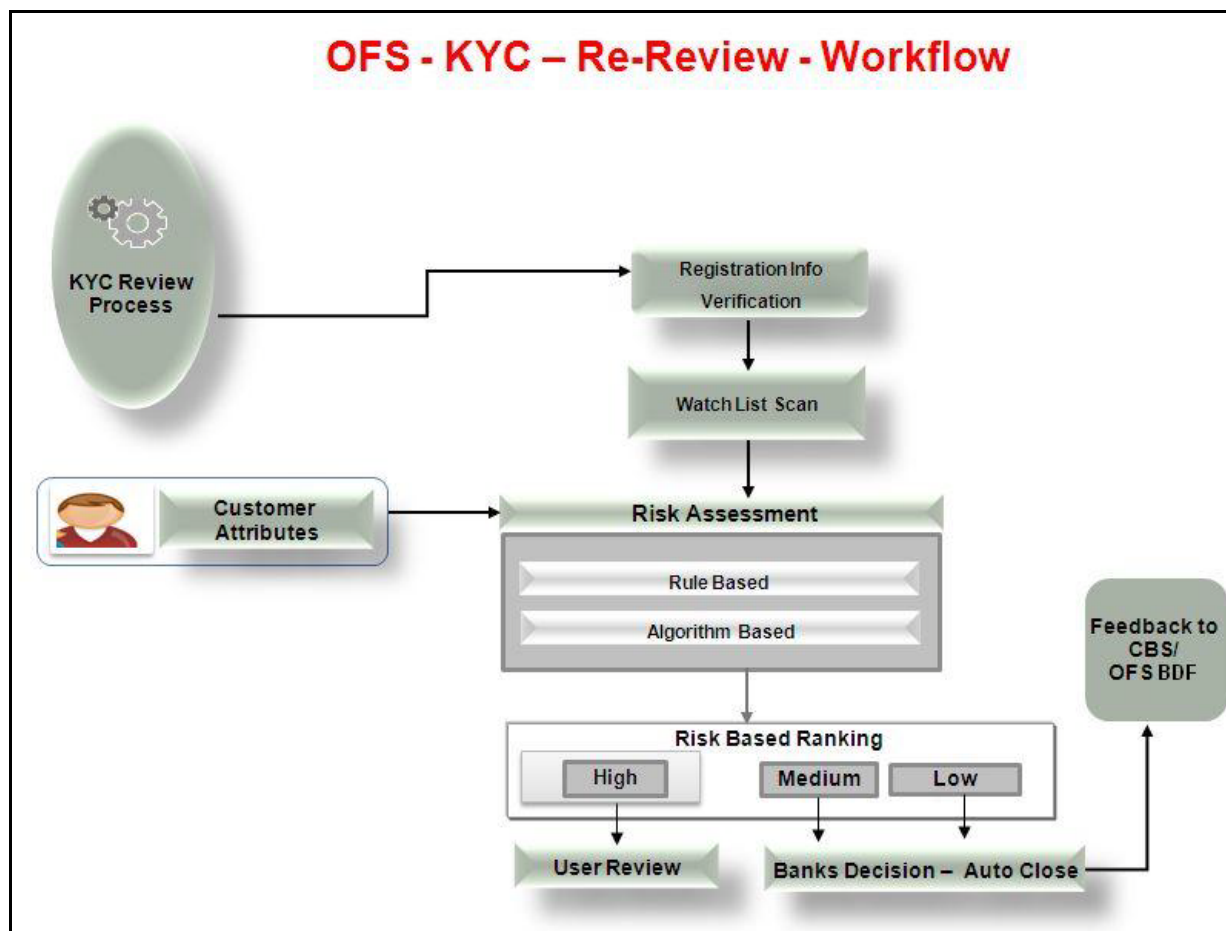 OFS - KYC – Re-Review - Workflow
KYC Review
Process
Registration Info
Verification
Watch List Scan
Customer
Attributes
Risk Assessment
Rule Based
Algorithm Based
Feedback to
CBS/
OFS BDF
Risk Based Ranking
High
Medium
Low
User Review
Banks Decision – Auto Close